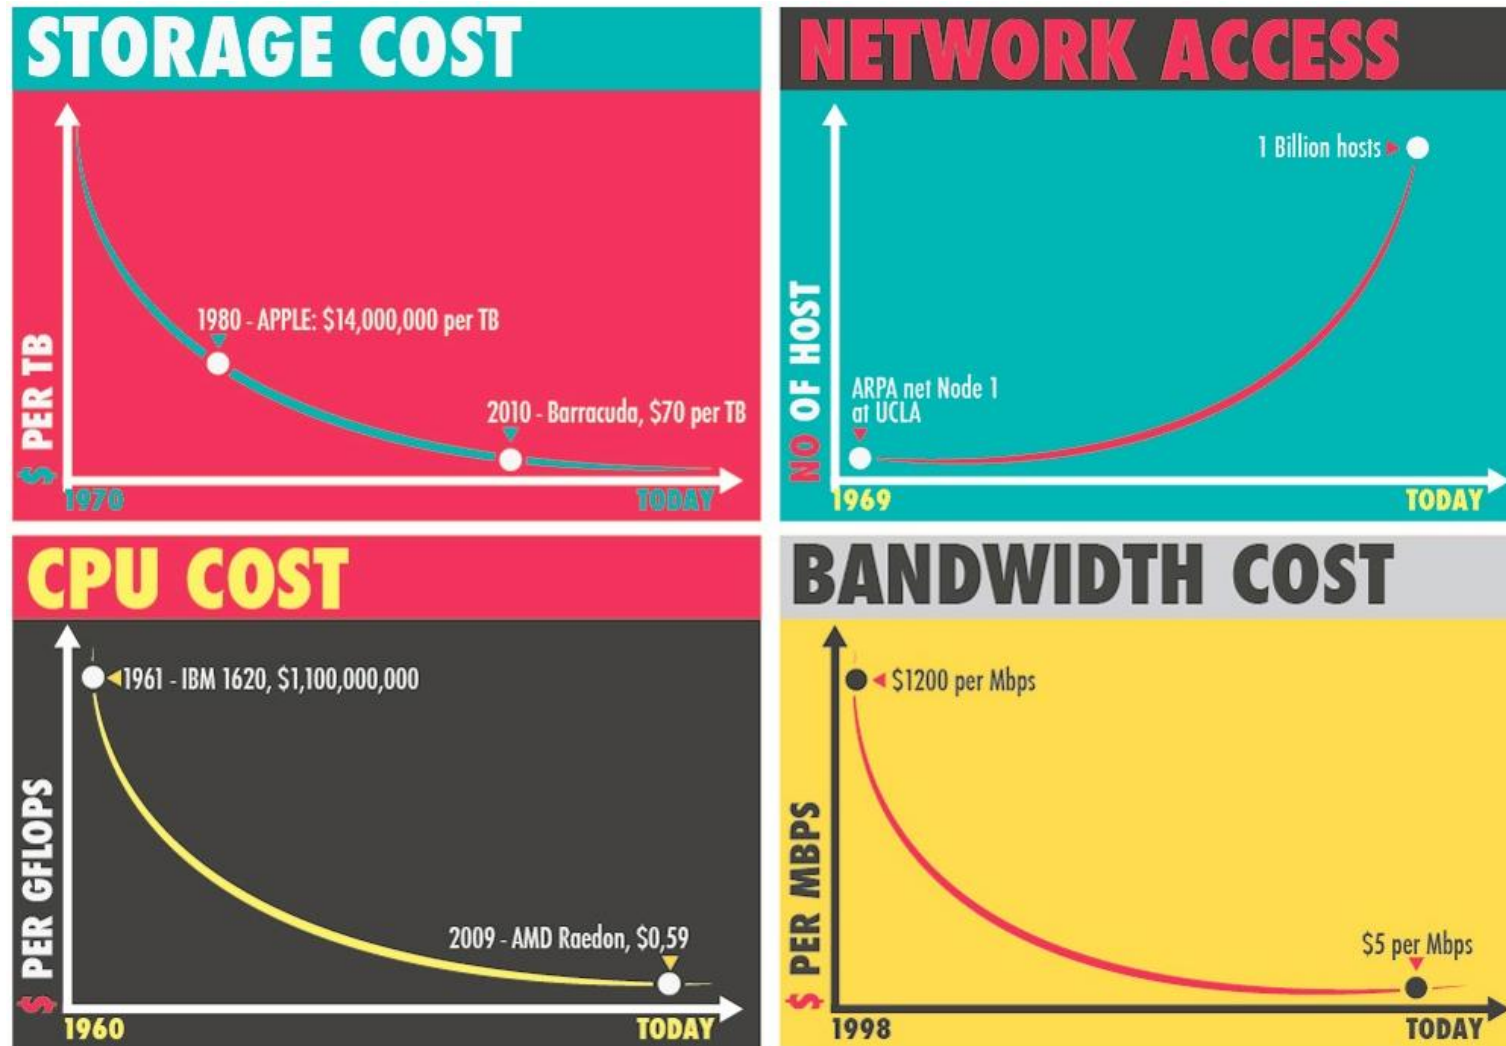 STORAGE COST
$ PER TB
1980 - APPLE: $14,000,000 per TB
2010 - Barracuda, $70 per TB
1970
TODAY
NETWORK ACCESS
NO OF HOST
1 Billion hosts
ARPA net Node 1
at UCLA
1969
TODAY
CPU COST
$ PER GFLOPS
1961 - IBM 1620, $1,100,000,000
2009 - AMD Raedon, $0,59
1960
TODAY
BANDWIDTH COST
$ PER MBPS
$1200 per Mbps
$5 per Mbps
1998
TODAY